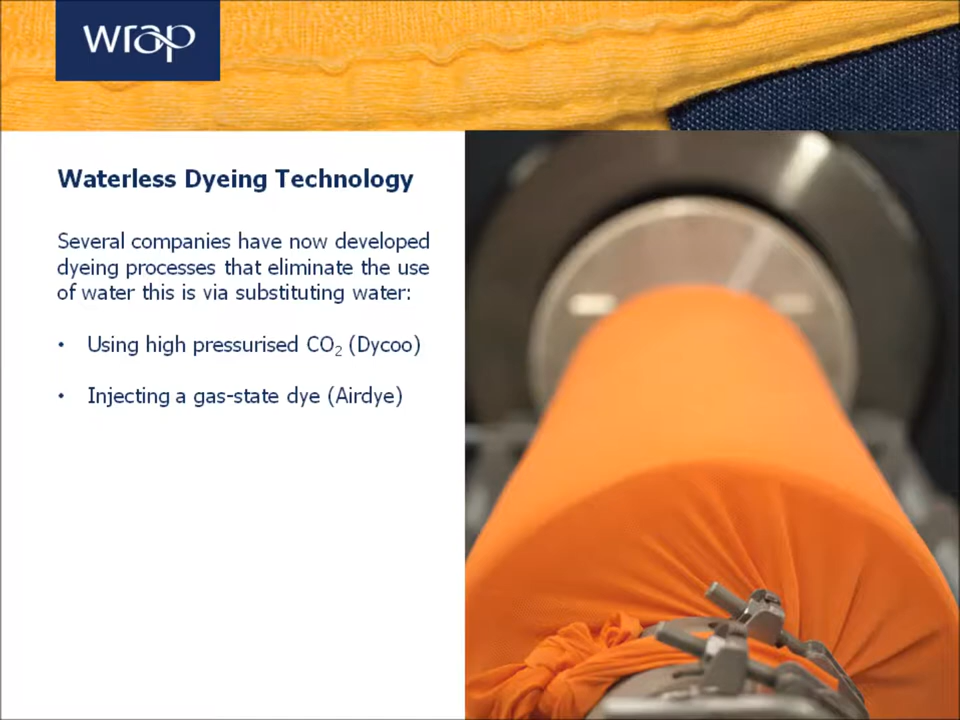 wrap
Waterless Dyeing Technology
Several companies have now developed
dyeing processes that eliminate the use
of water this is via substituting water:
• Using high pressurised CO₂ (Dycoo)
• Injecting a gas-state dye (Airdye)